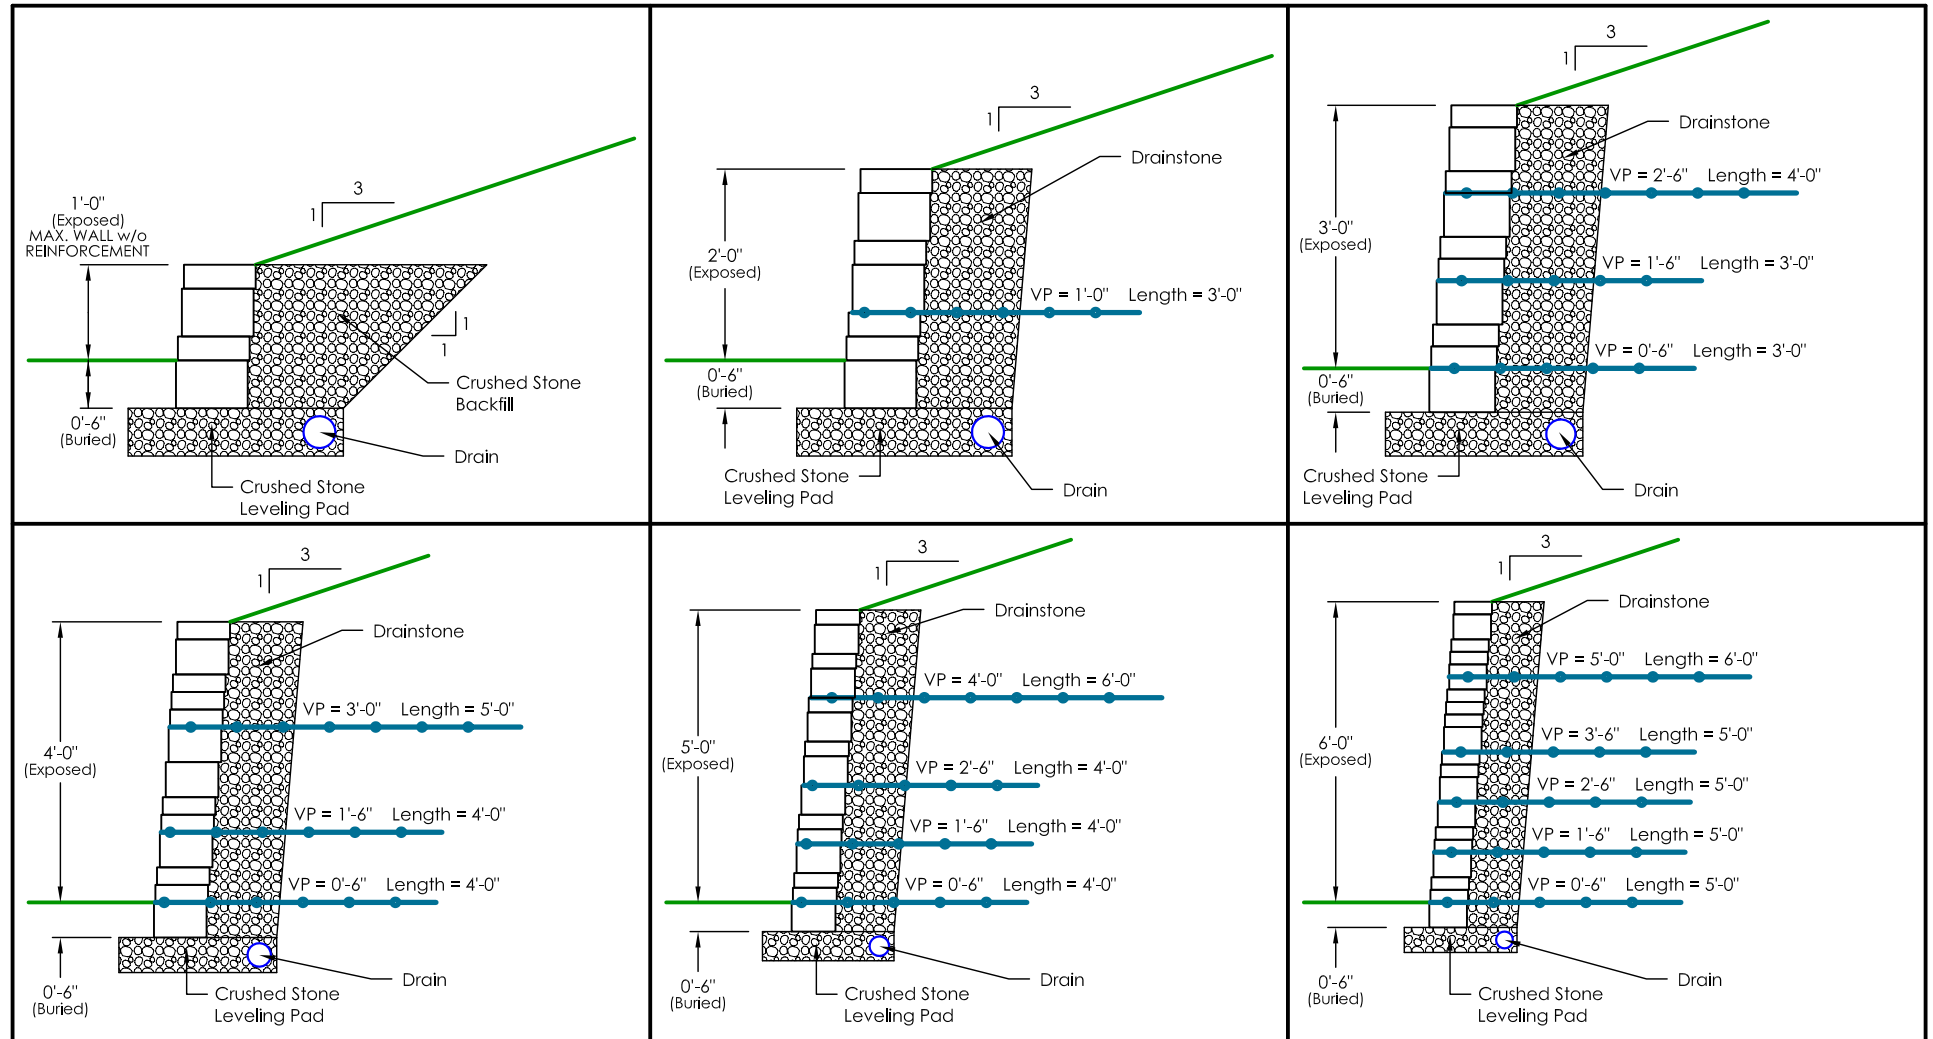 3
1
1'-0"
(Exposed)
MAX. WALL w/o
REINFORCEMENT
1
1
Crushed Stone
Backfill
0'-6"
(Buried)
Drain
Crushed Stone
Leveling Pad
3
1
Drainstone
2'-0"
(Exposed)
VP = 1'-0" Length = 3'-0"
0'-6"
(Buried)
Crushed Stone
Leveling Pad
Drain
3
1
Drainstone
VP = 2'-6" Length = 4'-0"
3'-0"
(Exposed)
VP = 1'-6" Length = 3'-0"
VP = 0'-6" Length = 3'-0"
0'-6"
(Buried)
Crushed Stone
Leveling Pad
Drain
3
1
Drainstone
VP = 3'-0" Length = 5'-0"
4'-0"
(Exposed)
VP = 1'-6" Length = 4'-0"
VP = 0'-6" Length = 4'-0"
Drain
0'-6"
(Buried)
Crushed Stone
Leveling Pad
3
1
Drainstone
VP = 4'-0" Length = 6'-0"
5'-0"
(Exposed)
VP = 2'-6" Length = 4'-0"
VP = 1'-6" Length = 4'-0"
VP = 0'-6" Length = 4'-0"
Drain
0'-6"
(Buried)
Crushed Stone
Leveling Pad
3
1
Drainstone
VP = 5'-0" Length = 6'-0"
6'-0"
(Exposed)
VP = 3'-6" Length = 5'-0"
VP = 2'-6" Length = 5'-0"
VP = 1'-6" Length = 5'-0"
VP = 0'-6" Length = 5'-0"
Drain
0'-6"
(Buried)
Crushed Stone
Leveling Pad